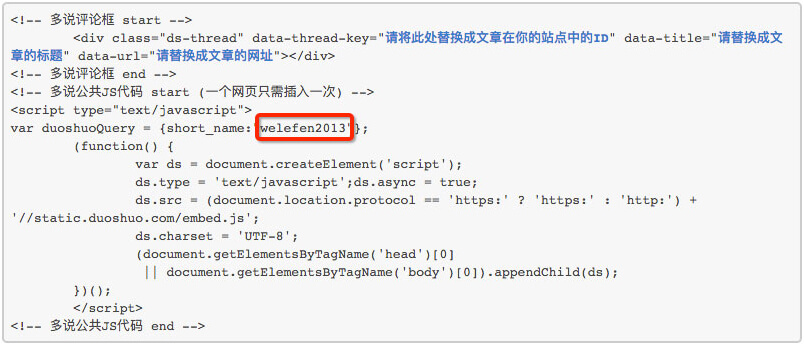 <!-- 多说评论框 start -->
<div class="ds-thread" data-thread-key="请将此处替换成文章在你的站点中的ID" data-title="请替换成文
章的标题" data-url="请替换成文章的网址"></div>
<!-- 多说评论框 end -->
<!-- 多说公共JS代码 start (一个网页只需插入一次) -->
<script type="text/javascript">
var duoshuoQuery = {short_name:"welefen2013"};
(function() {
var ds = document.createElement('script');
ds.type = 'text/javascript';ds.async = true;
ds.src = (document.location.protocol == 'https:' ? 'https:' : 'http:') +
'//static.duoshuo.com/embed.js';
ds.charset = 'UTF-8';
(document.getElementsByTagName('head')[0]
|| document.getElementsByTagName('body')[0]).appendChild(ds);
})();
</script>
<!-- 多说公共JS代码 end -->